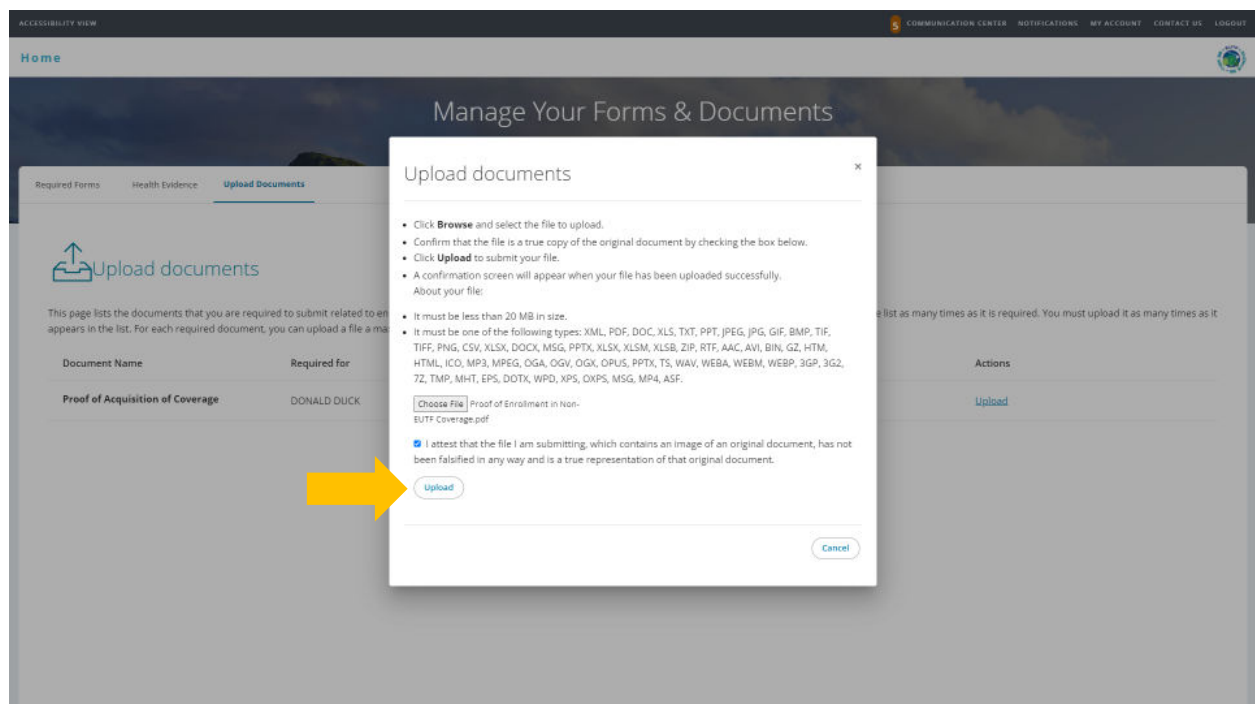 ACCESSIBILITY VIEW
5 COMMUNICATION CENTER NOTIFICATIONS MY ACCOUNT CONTACT US LOGOUT
Home
Manage Your Forms & Documents
Required Forms Health Evidence Upload Documents
Upload documents
This page lists the documents that you are required to submit related to en
e list as many times as it is required. You must upload it as many times as it
appears in the list. For each required document, you can upload a file a ma
Document Name Required for Actions
Proof of Acquisition of Coverage DONALD DUCK Upload
Upload documents ×
• Click Browse and select the file to upload.
• Confirm that the file is a true copy of the original document by checking the box below.
• Click Upload to submit your file.
• A confirmation screen will appear when your file has been uploaded successfully.
About your file:
• It must be less than 20 MB in size.
• It must be one of the following types: XML, PDF, DOC, XLS, TXT, PPT, JPEG, JPG, GIF, BMP, TIF,
TIFF, PNG, CSV, XLSX, DOCX, MSG, PPTX, XLSX, XLSM, XLSB, ZIP, RTF, AAC, AVI, BIN, GZ, HTM,
HTML, ICO, MP3, MPEG, OGA, OGV, OGX, OPUS, PPTX, TS, WAV, WEBA, WEBM, WEBP, 3GP, 3G2,
7Z, TMP, MHT, EPS, DOTX, WPD, XPS, OXPS, MSG, MP4, ASF.
Choose File Proof of Enrollment in Non-
EUTF Coverage.pdf
I attest that the file I am submitting, which contains an image of an original document, has not
been falsified in any way and is a true representation of that original document.
Upload
Cancel